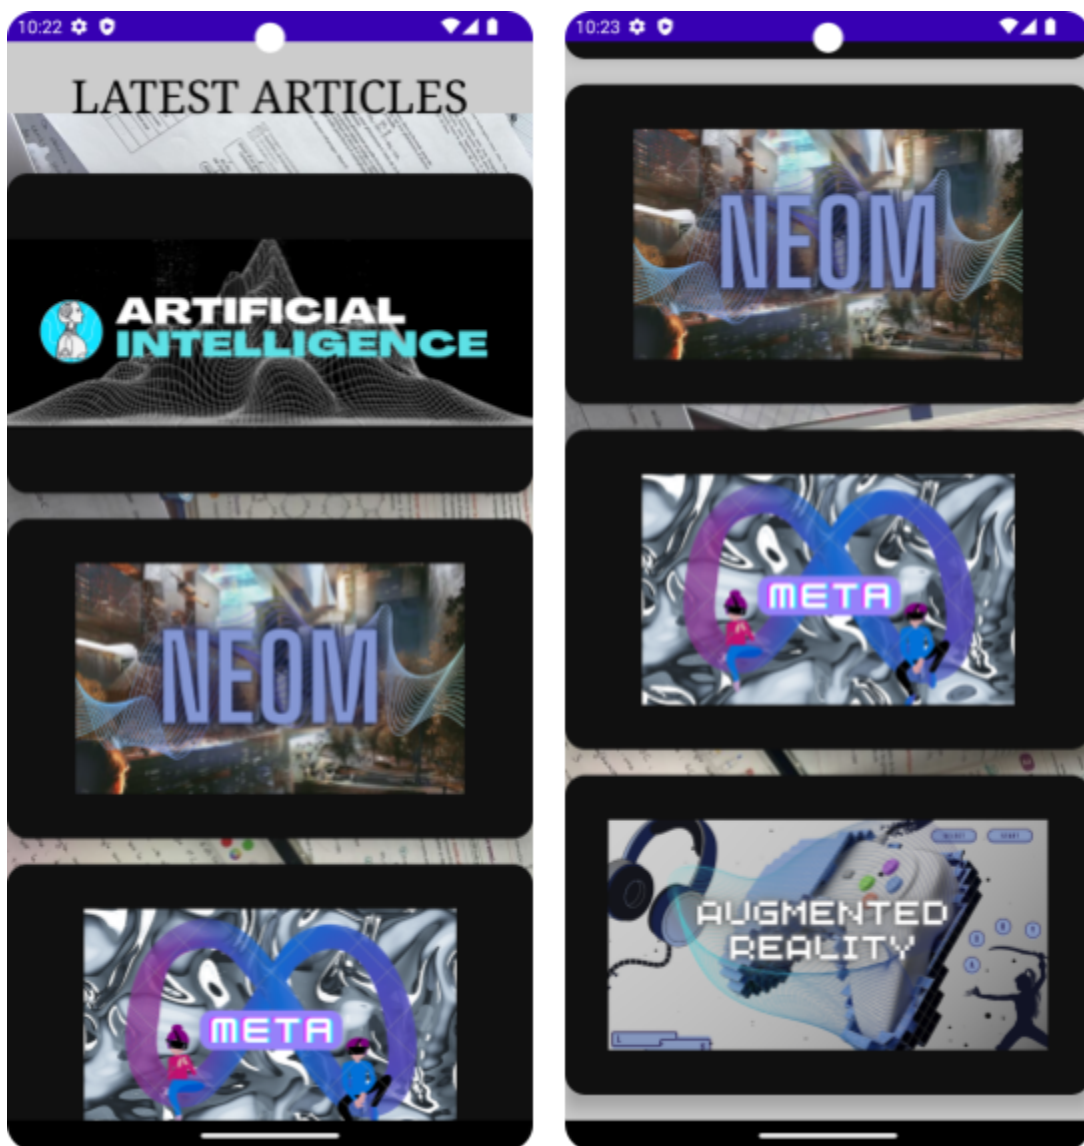 10:22
LATEST ARTICLES
ARTIFICIAL
INTELLIGENCE
NEOM
META
10:23
NEOM
META
AUGMENTED
REALITY